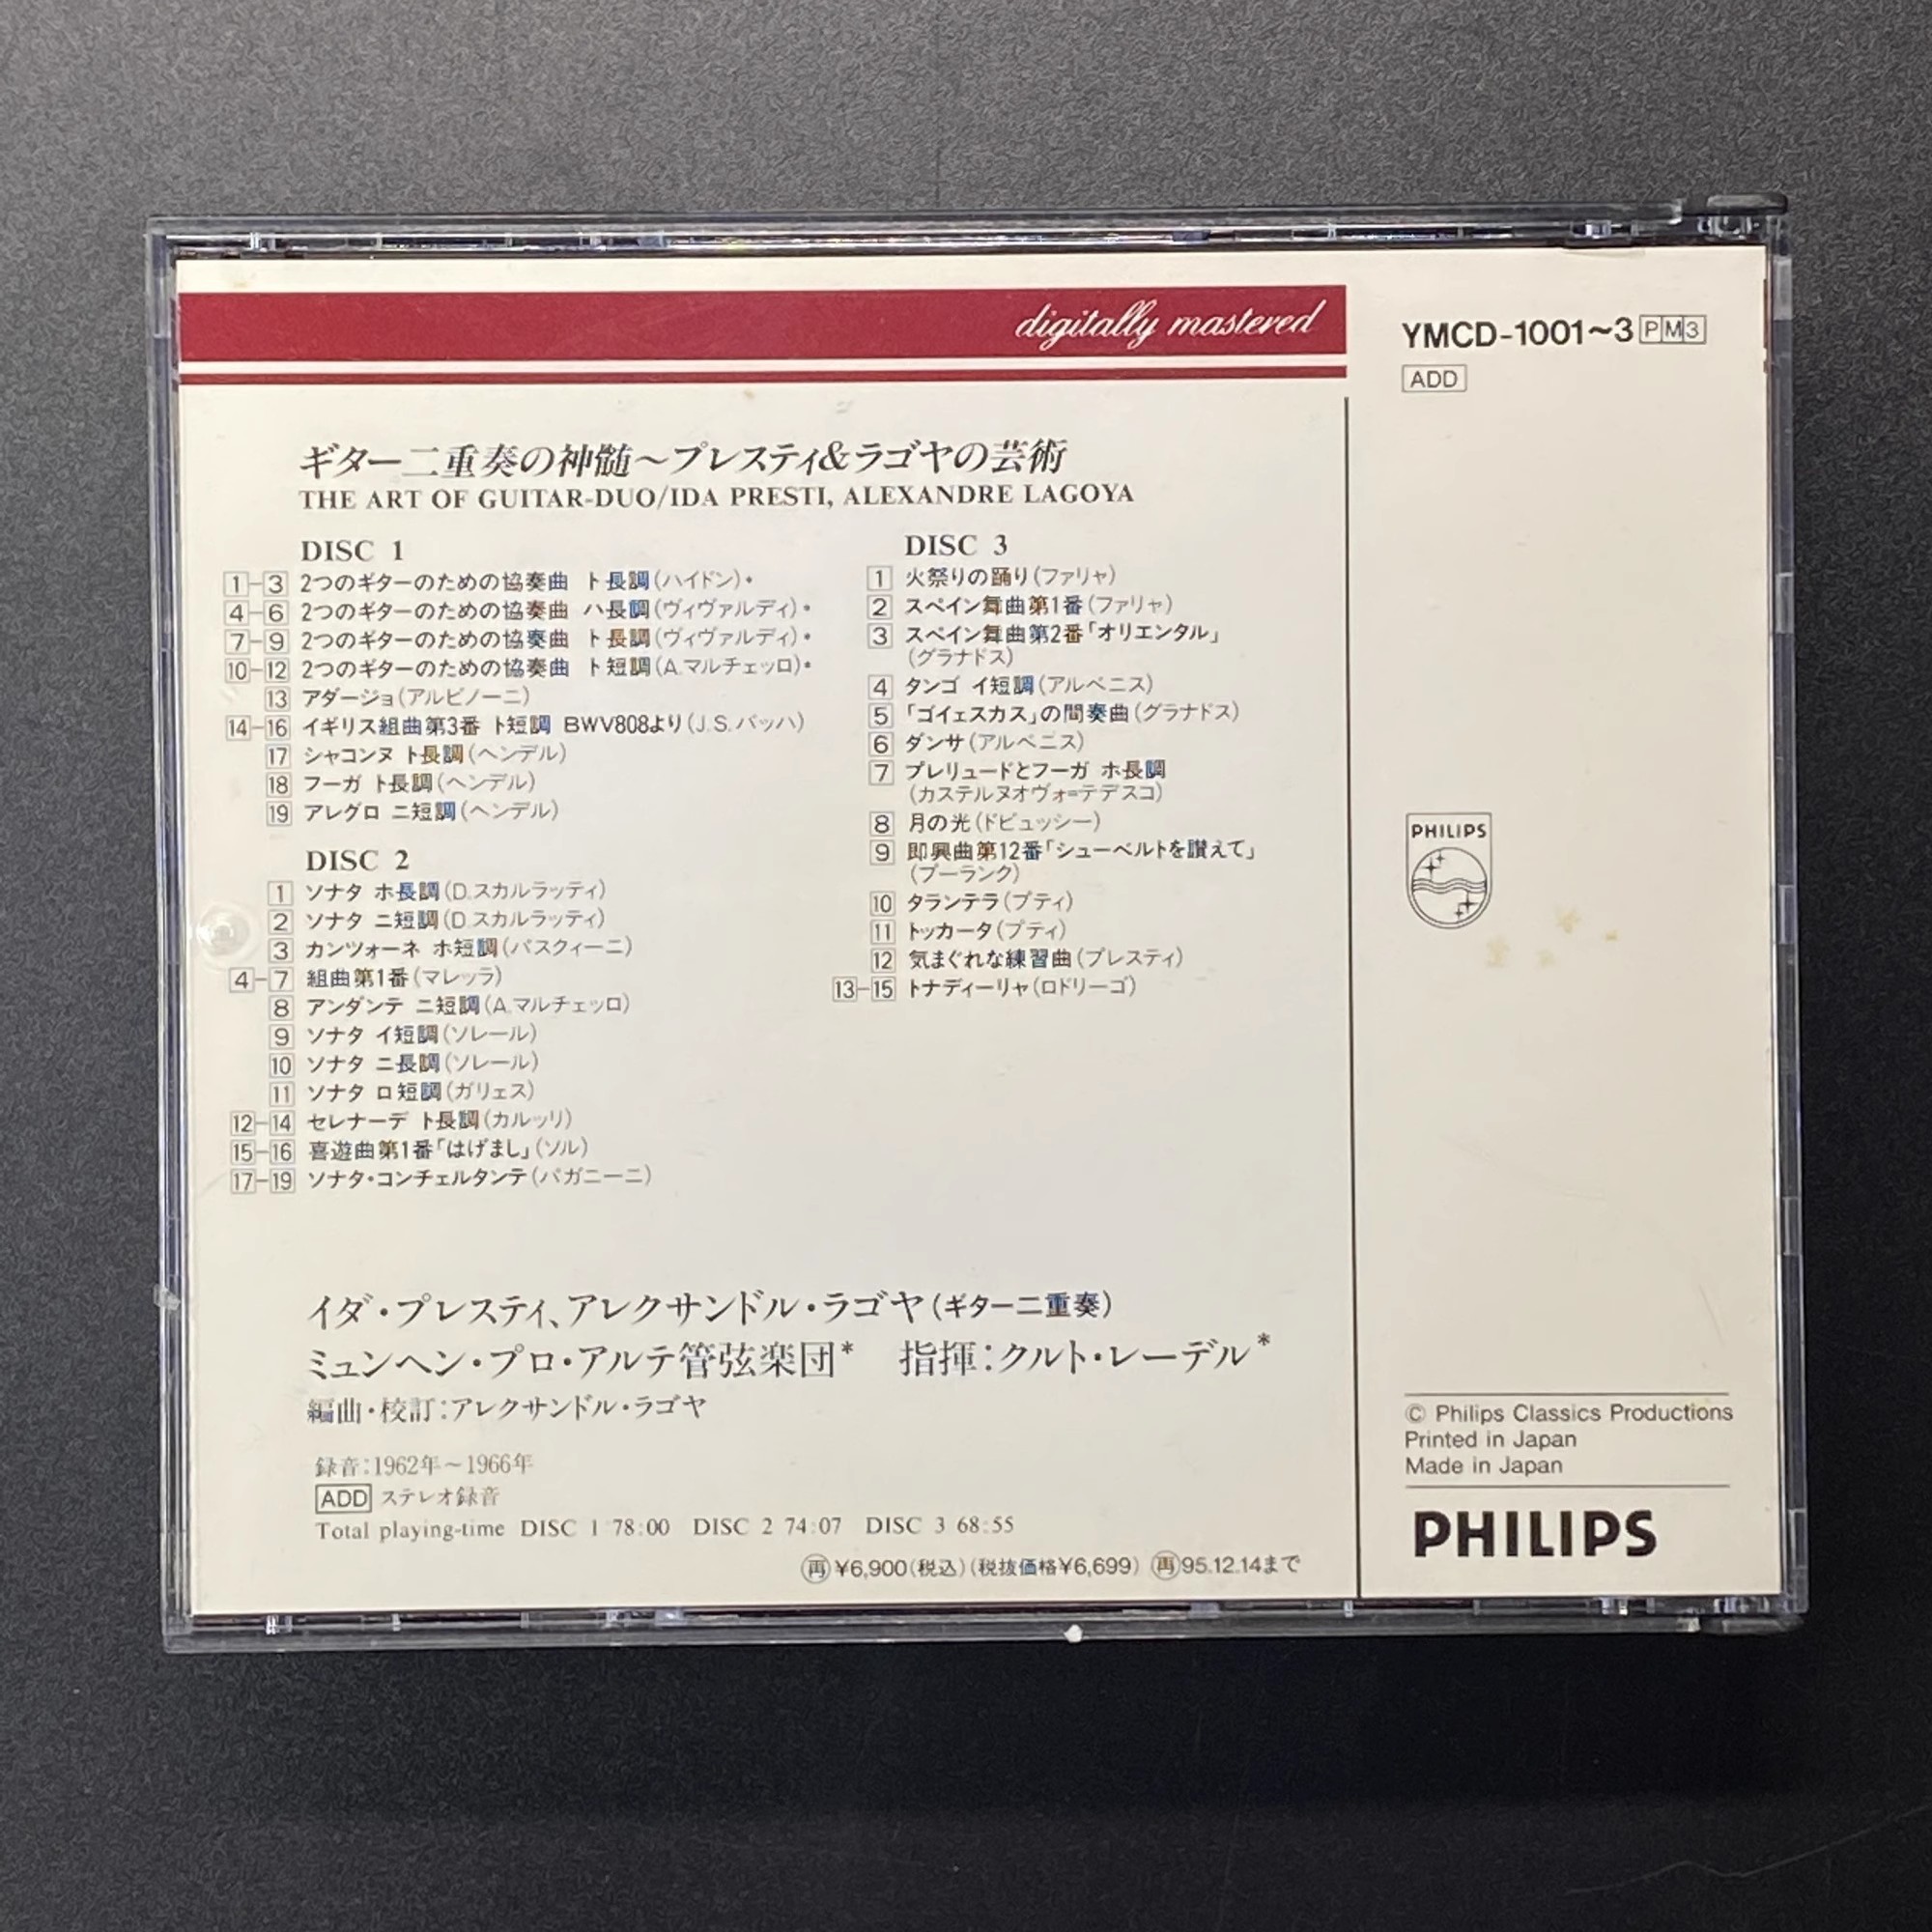 digitally mastered
YMCD-1001~3 PM3
ADD
ギター二重奏の神髄~プレスティ&ラゴヤの芸術
THE ART OF GUITAR-DUO/IDA PRESTI, ALEXANDRE LAGOYA
DISC 1
1-3 2つのギターのための協奏曲 ト長調(ハイドン)*
4-6 2つのギターのための協奏曲 ハ長調(ヴィヴァルディ)*
7-9 2つのギターのための協奏曲 ト長調(ヴィヴァルディ)*
10-12 2つのギターのための協奏曲 ト短調(A.マルチェッロ)*
13 アダージョ(アルビノーニ)
14-16 イギリス組曲第3番 ト短調 BWV808より(J.S.バッハ)
17 シャコンヌ ト長調(ヘンデル)
18 フーガ ト長調(ヘンデル)
19 アレグロ ニ短調(ヘンデル)
DISC 2
1 ソナタ ホ長調(D.スカルラッティ)
2 ソナタ ニ短調(D.スカルラッティ)
3 カンツォーネ ホ短調(パスクィーニ)
4-7 組曲第1番(マレッラ)
8 アンダンテ ニ短調(A.マルチェッロ)
9 ソナタ イ短調(ソレール)
10 ソナタ ニ長調(ソレール)
11 ソナタ ロ短調(ガリェス)
12-14 セレナーデ ト長調(カルッリ)
15-16 喜遊曲第1番「はげまし」(ソル)
17-19 ソナタ・コンチェルタンテ(パガニーニ)
DISC 3
1 火祭りの踊り(ファリャ)
2 スペイン舞曲第1番(ファリャ)
3 スペイン舞曲第2番「オリエンタル」
(グラナドス)
4 タンゴ イ短調(アルベニス)
5 「ゴイェスカス」の間奏曲(グラナドス)
6 ダンサ(アルベニス)
7 プレリュードとフーガ ホ長調
(カステルヌオヴォ=テデスコ)
8 月の光(ドビュッシー)
9 即興曲第12番「シューベルトを讃えて」
(プーランク)
10 タランテラ(プティ)
11 トッカータ(プティ)
12 気まぐれな練習曲(プレスティ)
13-15 トナディーリャ(ロドリーゴ)
イダ・プレスティ、アレクサンドル・ラゴヤ(ギター二重奏)
ミュンヘン・プロ・アルテ管弦楽団* 指揮:クルト・レーデル*
編曲・校訂:アレクサンドル・ラゴヤ
録音:1962年~1966年
ADD ステレオ録音
Total playing-time DISC 1 78:00 DISC 2 74:07 DISC 3 68:55
再 ¥6,900(税込)(税抜価格¥6,699) 再95.12.14まで
PHILIPS
© Philips Classics Productions
Printed in Japan
Made in Japan
PHILIPS